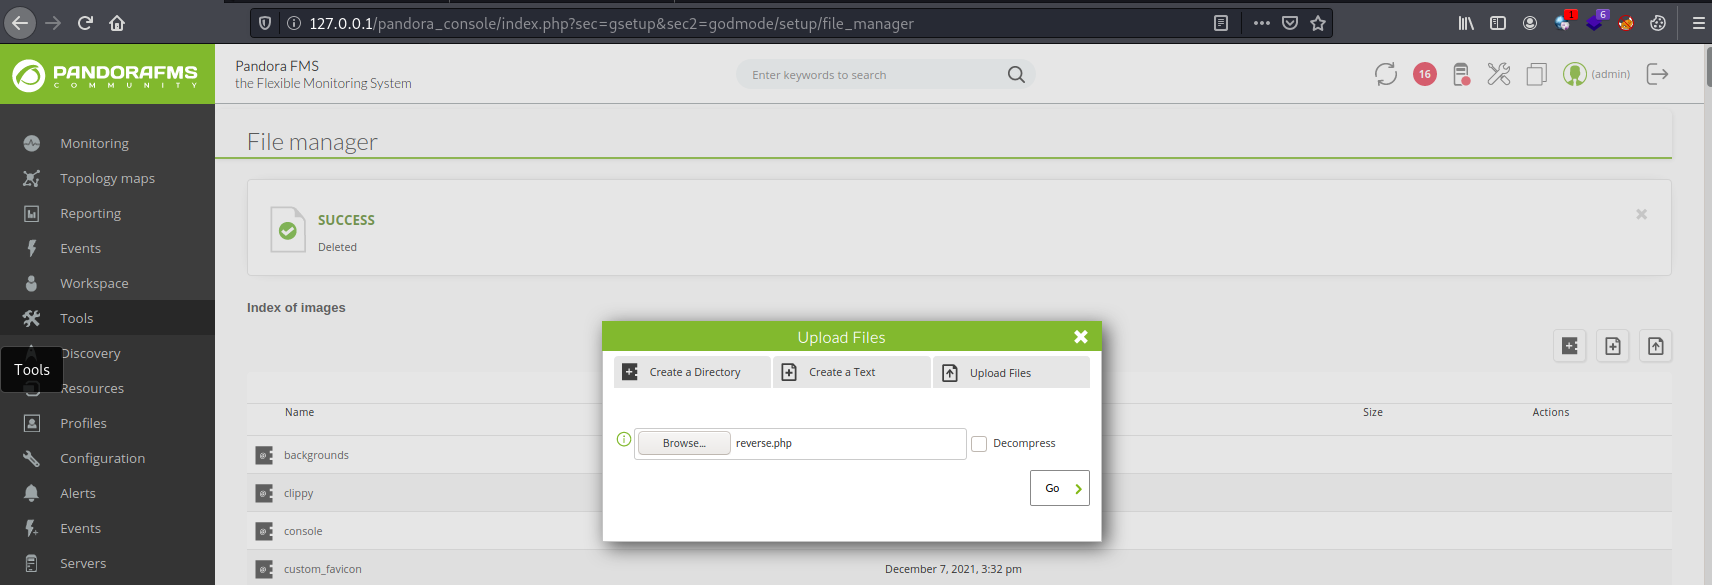 127.0.0.1/pandora_console/index.php?sec=gsetup&sec2=godmode/setup/file_manager
1
6
PANDORAFMS
COMMUNITY
Pandora FMS
the Flexible Monitoring System
Enter keywords to search
16
(admin)
Monitoring
Topology maps
Reporting
Events
Workspace
Tools
Discovery
Tools
Resources
Profiles
Configuration
Alerts
Events
Servers
File manager
SUCCESS
Deleted
Index of images
Upload Files
Create a Directory
Create a Text
Upload Files
Browse...
reverse.php
Decompress
Go
Name
Size
Actions
backgrounds
clippy
console
custom_favicon
December 7, 2021, 3:32 pm